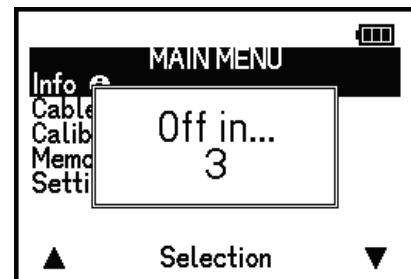 MAIN MENU
Info
Cable
Calib
Memo
Setti
Off in...
3
Selection